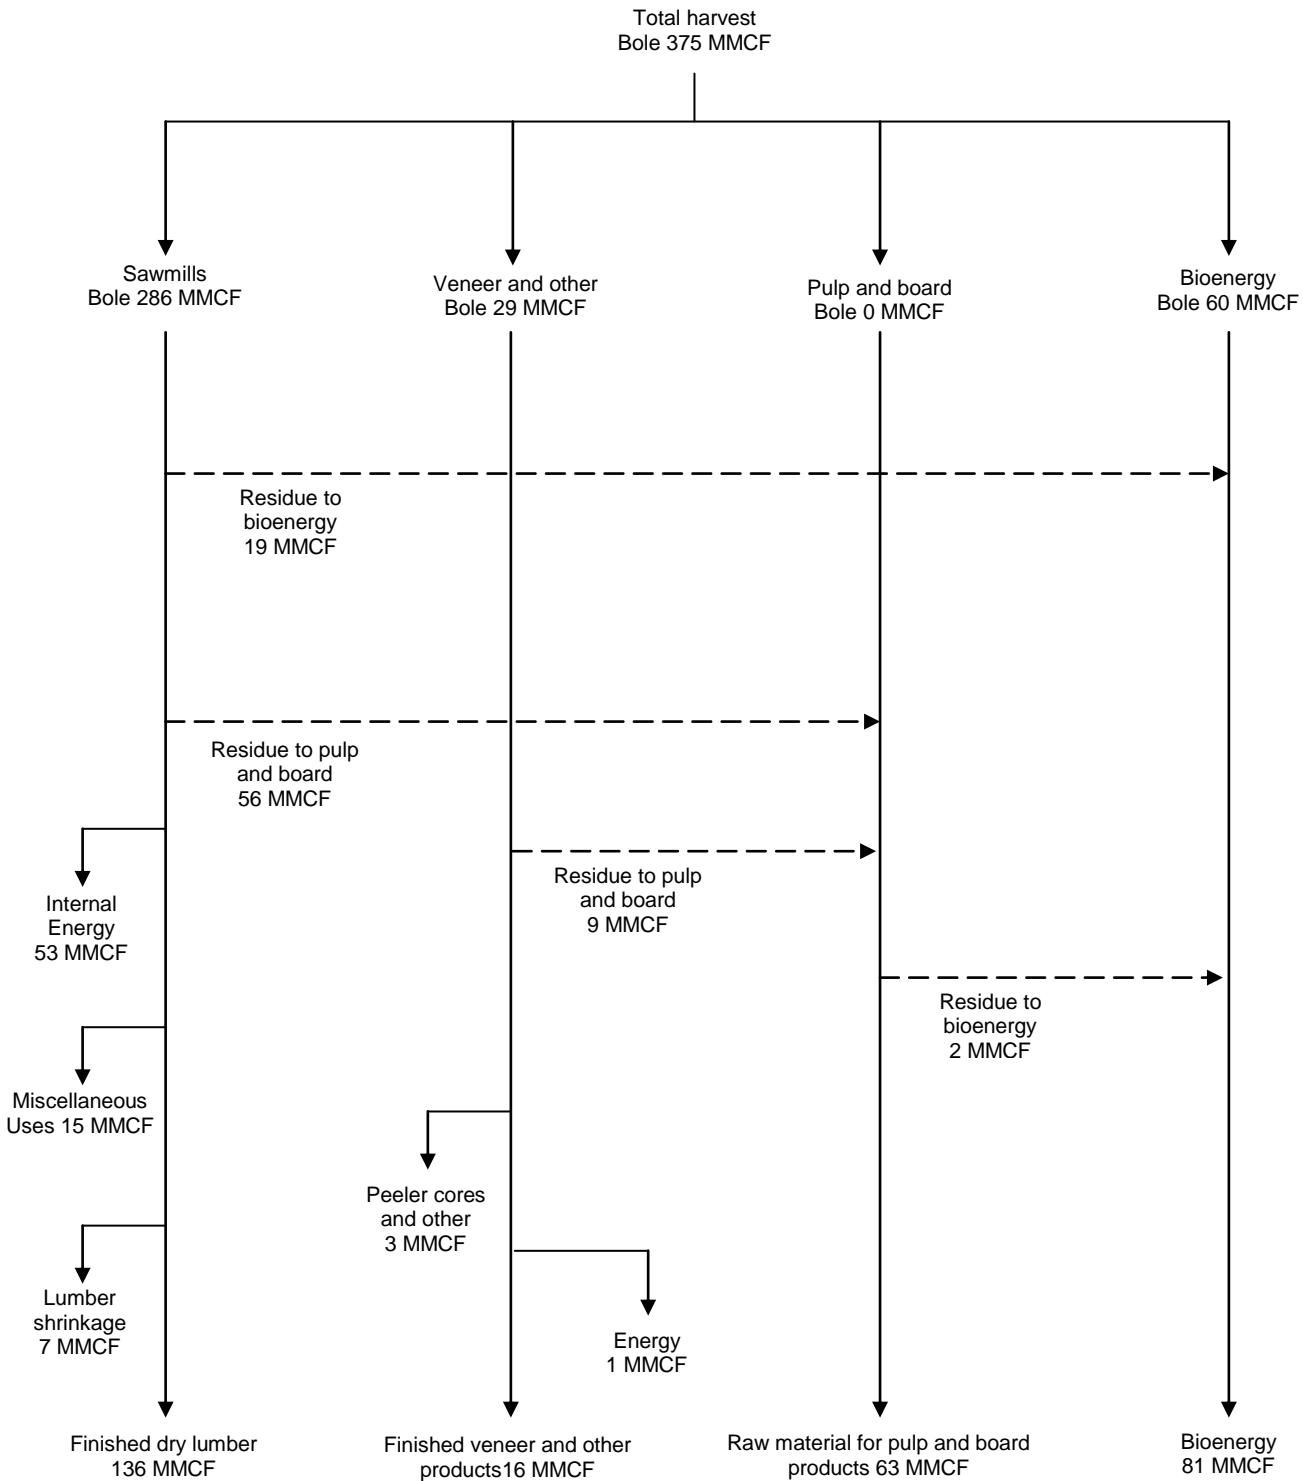 Total harvest
Bole 375 MMCF
Sawmills
Bole 286 MMCF
Veneer and other
Bole 29 MMCF
Pulp and board
Bole 0 MMCF
Bioenergy
Bole 60 MMCF
Residue to
bioenergy
19 MMCF
Residue to pulp
and board
56 MMCF
Internal
Energy
53 MMCF
Residue to pulp
and board
9 MMCF
Residue to
bioenergy
2 MMCF
Miscellaneous
Uses 15 MMCF
Peeler cores
and other
3 MMCF
Lumber
shrinkage
7 MMCF
Energy
1 MMCF
Finished dry lumber
136 MMCF
Finished veneer and other
products16 MMCF
Raw material for pulp and board
products 63 MMCF
Bioenergy
81 MMCF